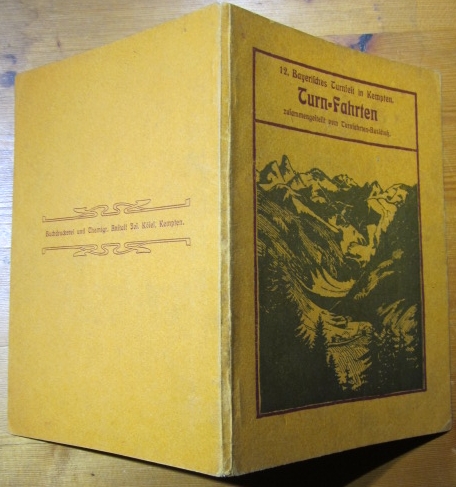 12. Bayerisches Turnfest in Kempten.
Turn-Fahrten
zusammengestellt vom Turnfahrten-Ausschuß.
Buchdruckerei und Chemigr. Anstalt Jos. Kösel, Kempten.